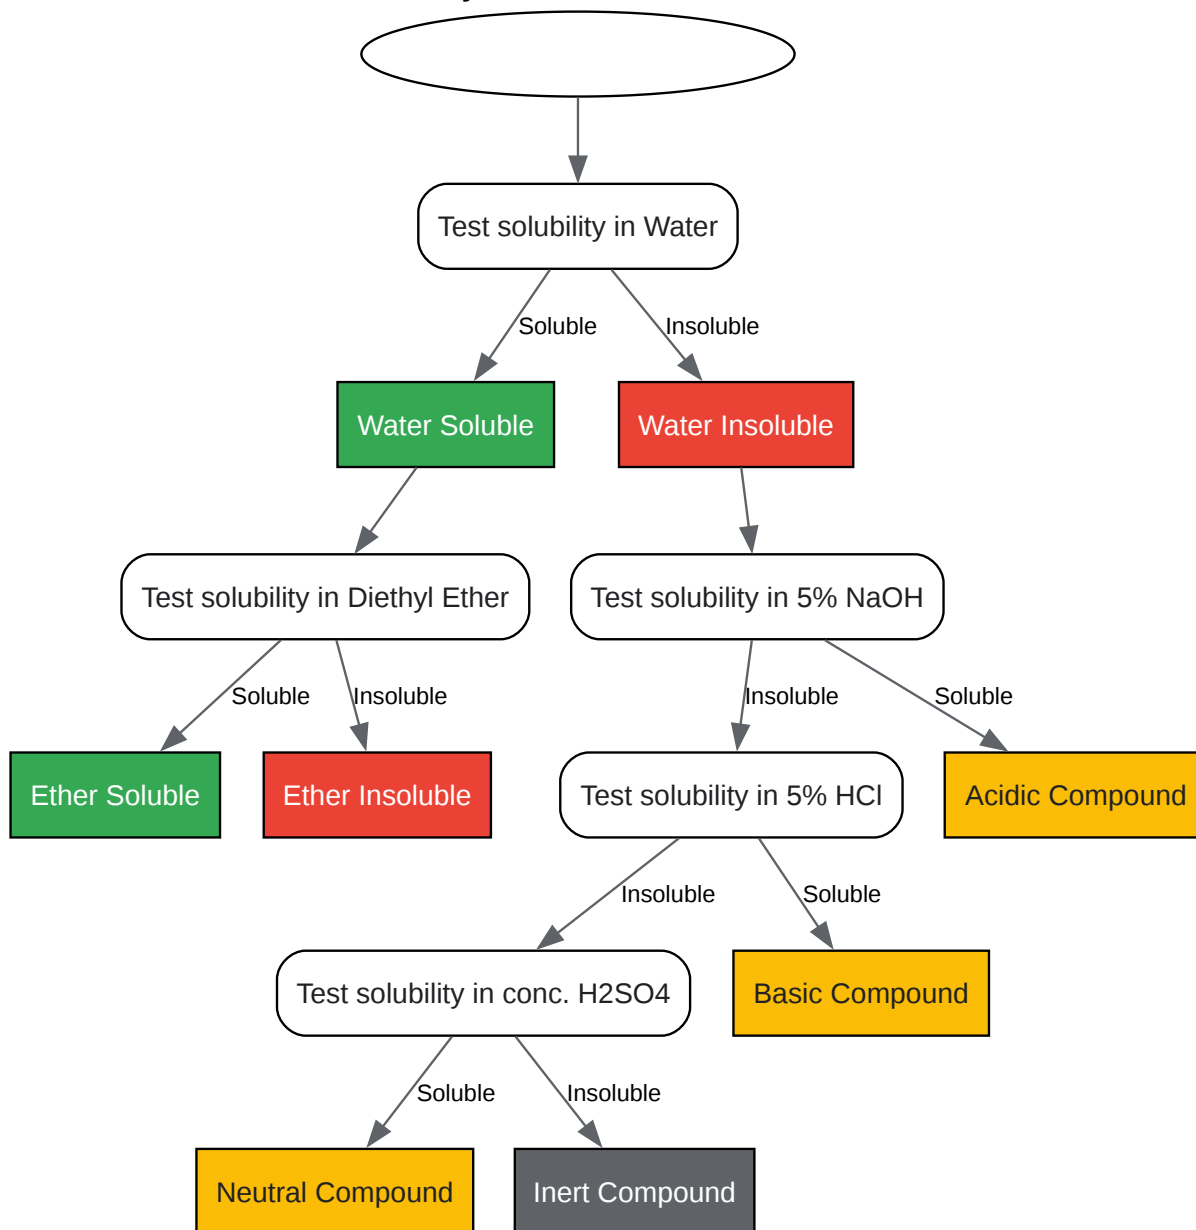 Test solubility in Water
Soluble
Insoluble
Water Soluble
Water Insoluble
Test solubility in Diethyl Ether
Test solubility in 5% NaOH
Soluble
Insoluble
Insoluble
Soluble
Ether Soluble
Ether Insoluble
Test solubility in 5% HCl
Acidic Compound
Insoluble
Soluble
Test solubility in conc. H2SO4
Basic Compound
Soluble
Insoluble
Neutral Compound
Inert Compound